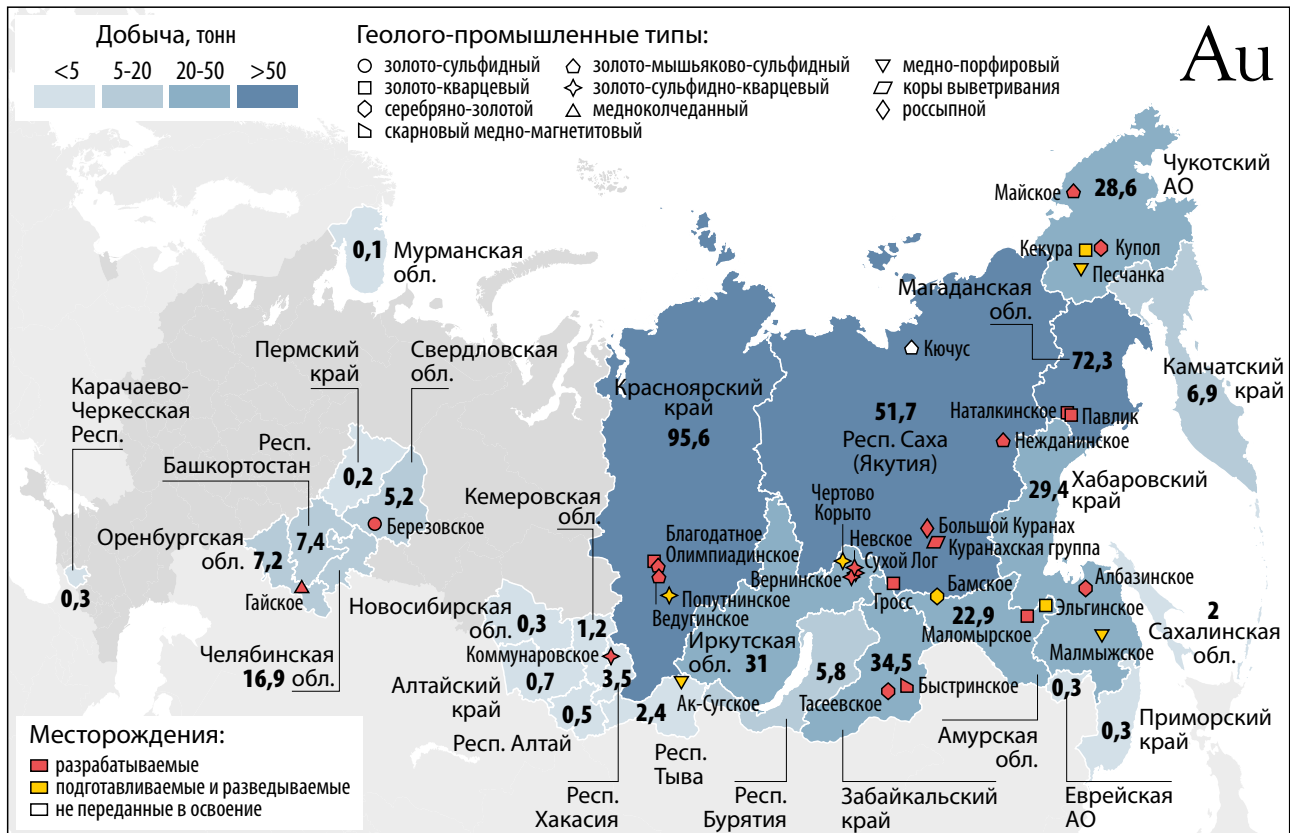 Добыча, тонн
<5 5-20 20-50 >50
Геолого-промышленные типы:
золото-сульфидный
золото-кварцевый
серебряно-золотой
скарновый медно-магнетитовый
золото-мышьяково-сульфидный
золото-сульфидно-кварцевый
медноколчеданный
медно-порфировый
коры выветривания
россыпной
Au
Чукотский
АО
28,6
Майское
Кекура
Купол
Песчанка
Мурманская
обл.
0,1
Магаданская
обл.
72,3
Кючус
Камчатский
край
6,9
Пермский
край
0,2
Свердловская
обл.
5,2
Березовское
Карачаево-
Черкесская
Респ.
0,3
Респ.
Башкортостан
7,4
Оренбургская
обл.
7,2
Гайское
Челябинская
обл.
16,9
Красноярский
край
95,6
51,7
Респ. Саха
(Якутия)
Наталкинское
Павлик
Нежданинское
Хабаровский
край
29,4
Кемеровская
обл.
1,2
Благодатное
Олимпиадинское
Попутнинское
Ведугинское
Чертово
Корыто
Невское
Сухой Лог
Вернинское
Большой Куранах
Куранахская группа
Гросс
Бамское
22,9
Маломырское
Албазинское
Эльгинское
Малмыжское
2
Сахалинская
обл.
Новосибирская
обл.
0,3
Коммунаровское
3,5
Алтайский
край
0,7
0,5
Респ. Алтай
2,4
Ак-Сугское
Респ.
Тыва
Иркутская
обл.
31
5,8
34,5
Тасеевское
Быстринское
0,3
0,3
Приморский
край
Амурская
обл.
Респ.
Хакасия
Респ.
Бурятия
Забайкальский
край
Еврейская
АО
Месторождения:
разрабатываемые
подготавливаемые и разведываемые
не переданные в освоение